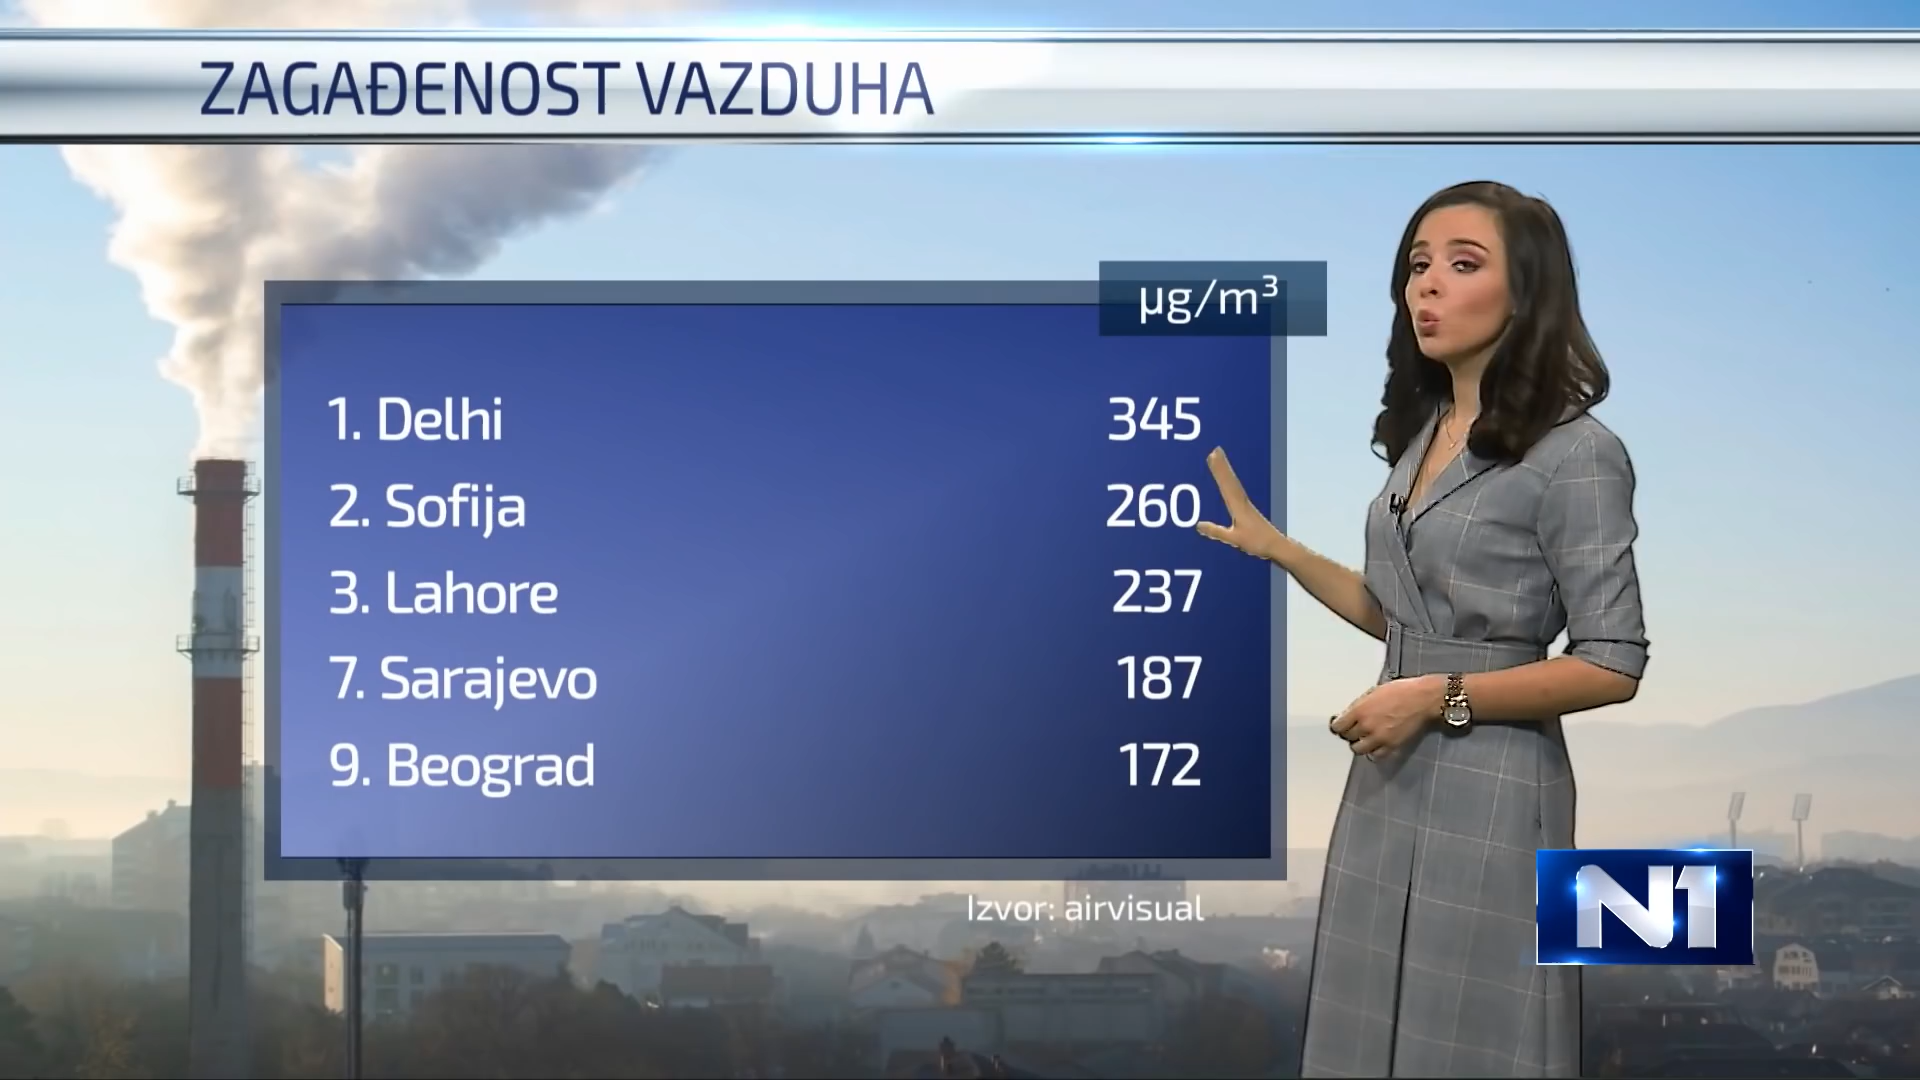 ZAGAĐENOST VAZDUHA
µg/m³
1. Delhi 345
2. Sofija 260
3. Lahore 237
7. Sarajevo 187
9. Beograd 172
Izvor: airvisual
N1